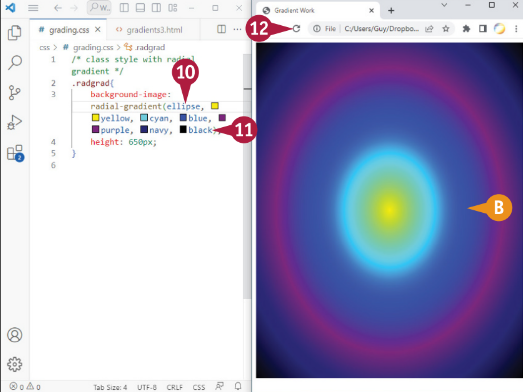 W...
# grading.css ×
<> gradients3.html
css > # grading.css > .radgrad
1 /* class style with radial
gradient */
2 .radgrad{
3 background-image:
radial-gradient(ellipse,
yellow, cyan, blue,
purple, navy, black);
4 height: 650px;
5 }
6
2
0 0
Tab Size: 4 UTF-8 CRLF CSS
10
11
Gradient Work
12
File C:/Users/Guy/Dropbo...
B